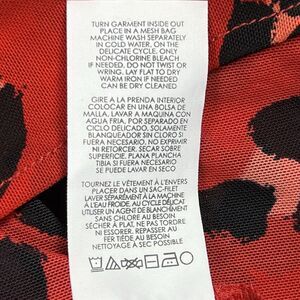 TURN GARMENT INSIDE OUT
PLACE IN A MESH BAG
MACHINE WASH SEPARATELY
IN COLD WATER, ON THE
DELICATE CYCLE. ONLY
NON-CHLORINE BLEACH
IF NEEDED. DO NOT TWIST OR
WRING. LAY FLAT TO DRY
WARM IRON IF NEEDED
CAN BE DRY CLEANED
GIRE A LA PRENDA INTERIOR
COLOCAR EN UNA BOLSA DE
MALLA. LAVAR A MAQUINA CON
AGUA FRIA, POR SEPARADO EN
CICLO DELICADO. SOLAMENTE
BLANQUEADOR SIN CLORO SI
FUERA NECESARIO, NO EXPRIMIR
NI RETORCER. SECAR SOBRE
SUPERFICIE. PLANA PLANCHA
TIBIA SI FUERA NECESARIO
SE PUEDE LAVAR EN SECO
TOURNEZ LE VÊTEMENT À L'ENVERS
PLACER DANS UN SAC-FILET
LAVER SÉPARÉMENT À LA MACHINE
À L'EAU FROIDE, AU CYCLE DÉLICAT
UTILISER UN AGENT DE BLANCHIMENT
SANS CHLORE AU BESOIN
SÉCHER À PLAT, NE PAS TORDRE
NI ESSORER. REPASSER AU
FER TIÈDE AU BESOIN
NETTOYAGE A SEC POSSIBLE